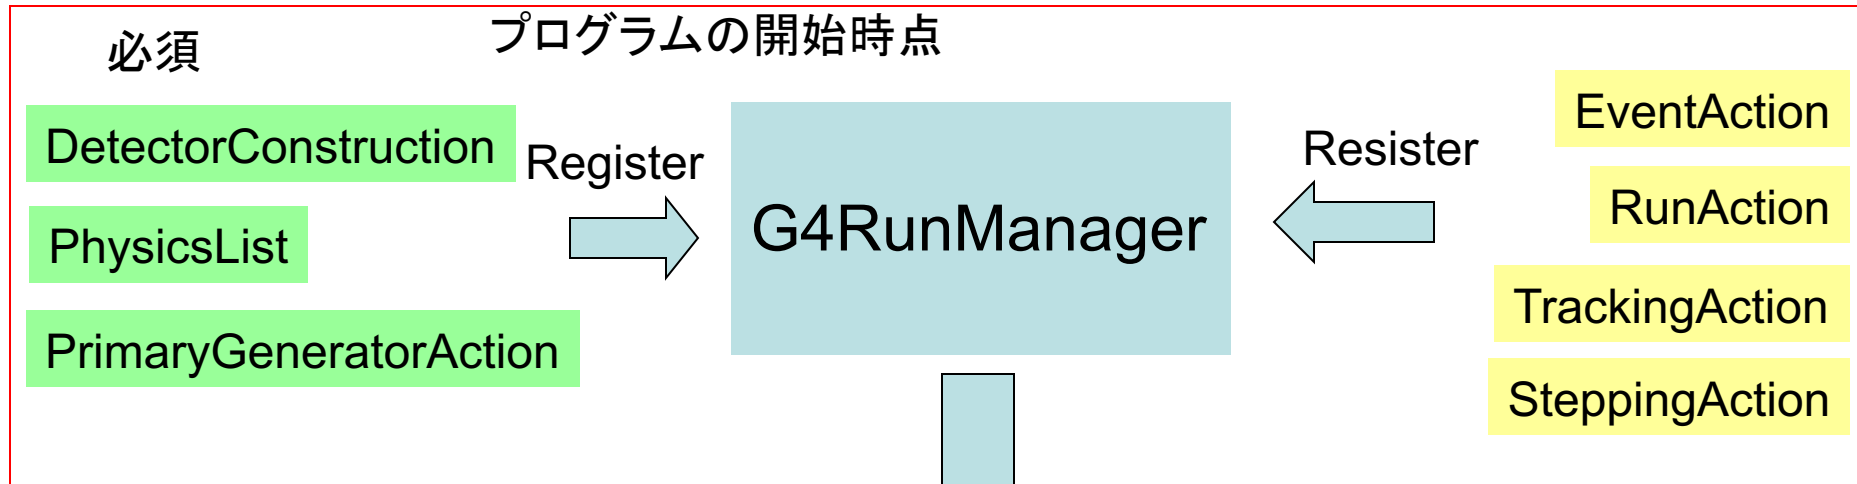 必須
プログラムの開始時点
DetectorConstruction
PhysicsList
PrimaryGeneratorAction
Register
G4RunManager
Resister
EventAction
RunAction
TrackingAction
SteppingAction